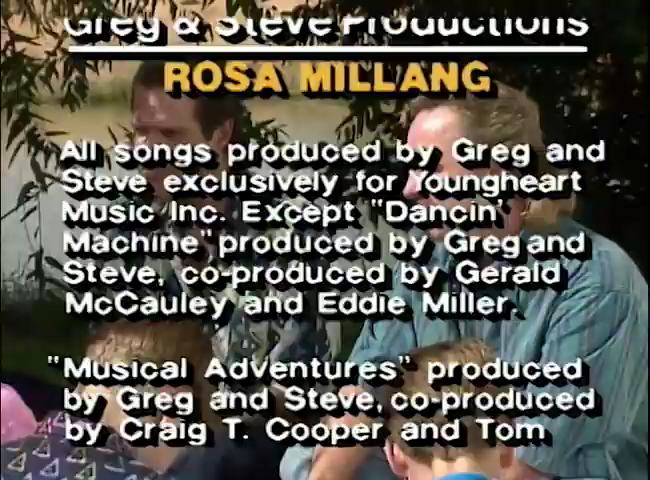 Greg & Steve Productions
ROSA MILLANG
All songs produced by Greg and
Steve exclusively for Youngheart
Music Inc. Except "Dancin'
Machine" produced by Greg and
Steve, co-produced by Gerald
McCauley and Eddie Miller.
"Musical Adventures" produced
by Greg and Steve, co-produced
by Craig T. Cooper and Tom